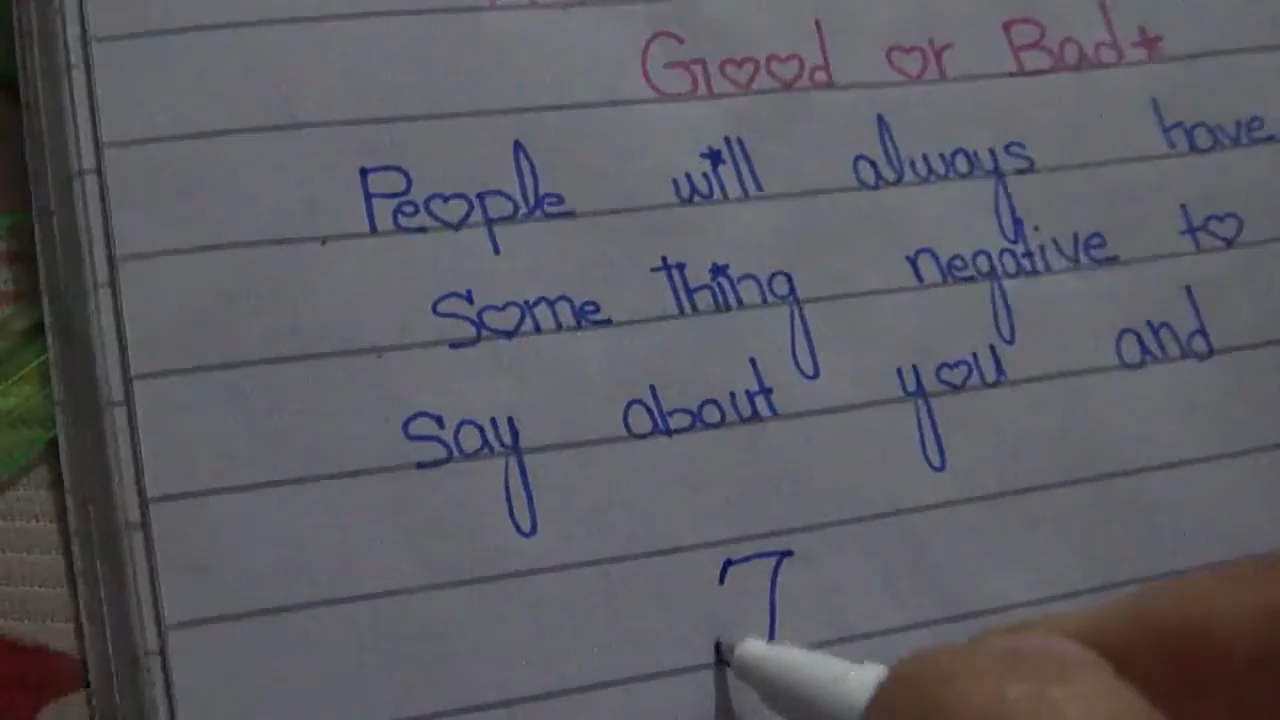 Good or Bad
People will always have
Some thing negative to
Say about you and